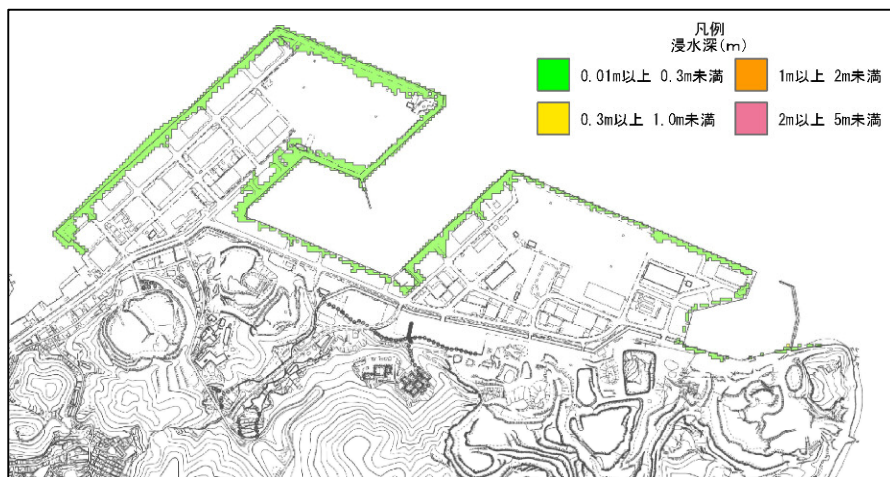 凡例
浸水深(m)
0.01m以上 0.3m未満
1m以上 2m未満
0.3m以上 1.0m未満
2m以上 5m未満